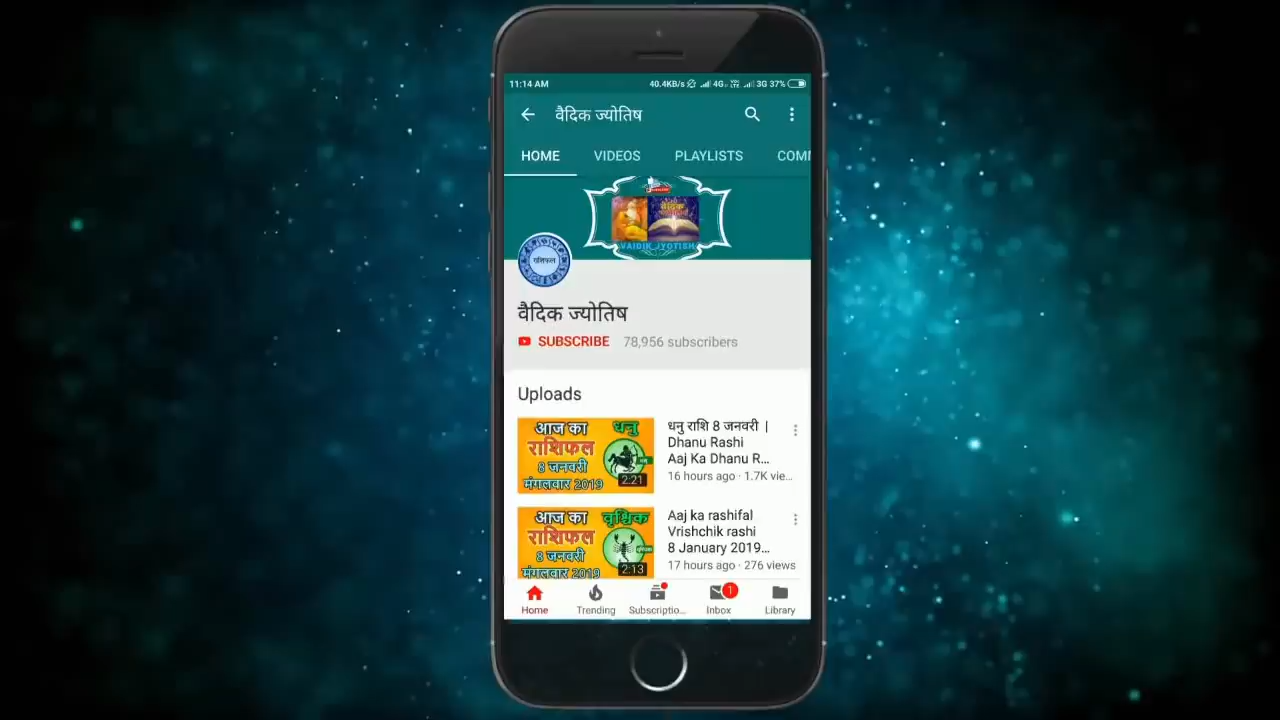 11:14 AM 40.4KB/s 4G 3G 37%
वैदिक ज्योतिष
HOME VIDEOS PLAYLISTS COMM
वैदिक
VAIDIK JYOTISH
राशिफल
वैदिक ज्योतिष
SUBSCRIBE 78,956 subscribers
Uploads
आज का धनु
राशिफल
8 जनवरी
मंगलवार 2019 2:21
धनु राशि 8 जनवरी |
Dhanu Rashi
Aaj Ka Dhanu R...
16 hours ago · 1.7K vie...
आज का वृश्चिक
राशिफल
8 जनवरी
मंगलवार 2019 2:13
Aaj ka rashifal
Vrishchik rashi
8 January 2019...
17 hours ago · 276 views
1
Home Trending Subscriptio... Inbox Library